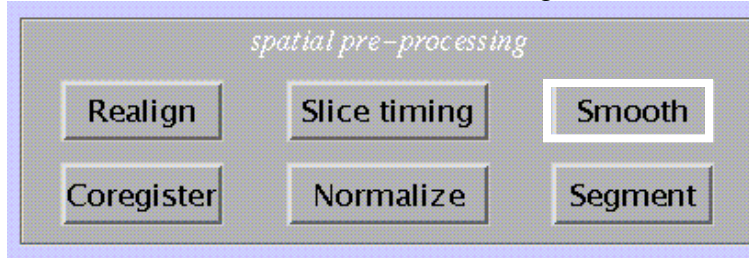 spatial pre-processing
Realign Slice timing Smooth
Coregister Normalize Segment